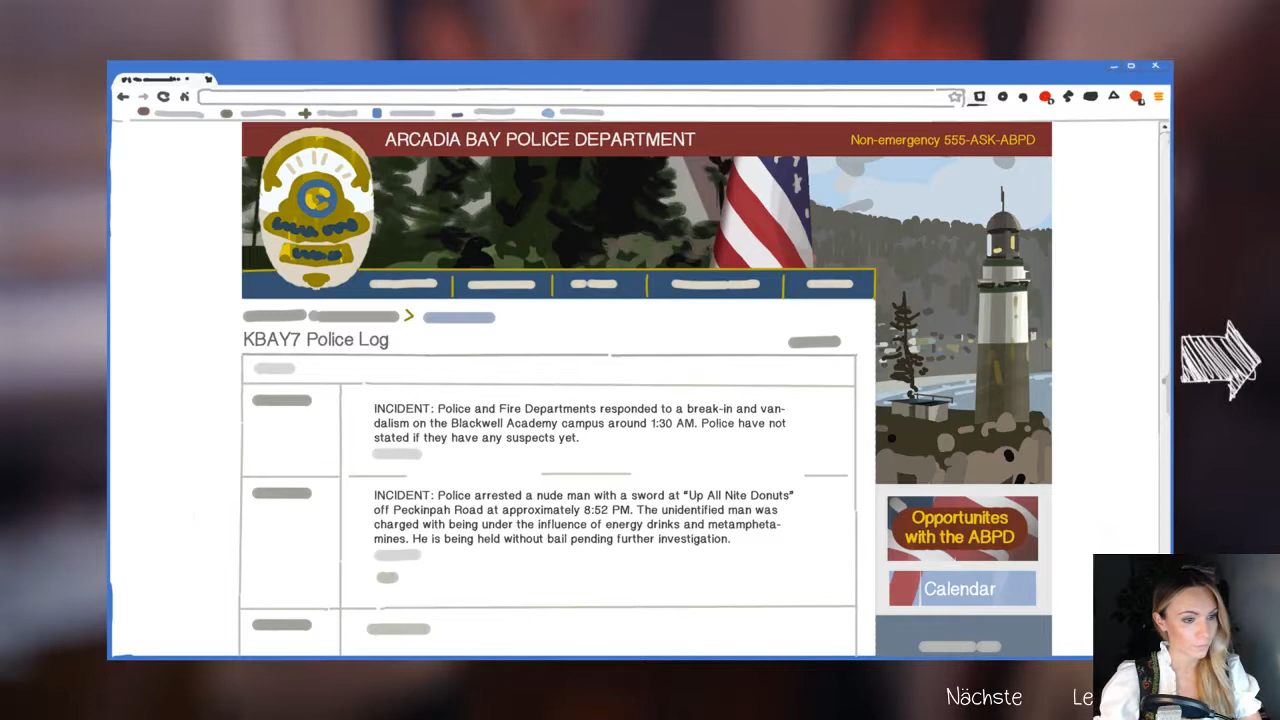 ARCADIA BAY POLICE DEPARTMENT
Non-emergency 555-ASK-ABPD
KBAY7 Police Log
INCIDENT: Police and Fire Departments responded to a break-in and van-
dalism on the Blackwell Academy campus around 1:30 AM. Police have not
stated if they have any suspects yet.
INCIDENT: Police arrested a nude man with a sword at “Up All Nite Donuts”
off Peckinpah Road at approximately 8:52 PM. The unidentified man was
charged with being under the influence of energy drinks and metampheta-
mines. He is being held without bail pending further investigation.
Opportunites
with the ABPD
Calendar
Nächste